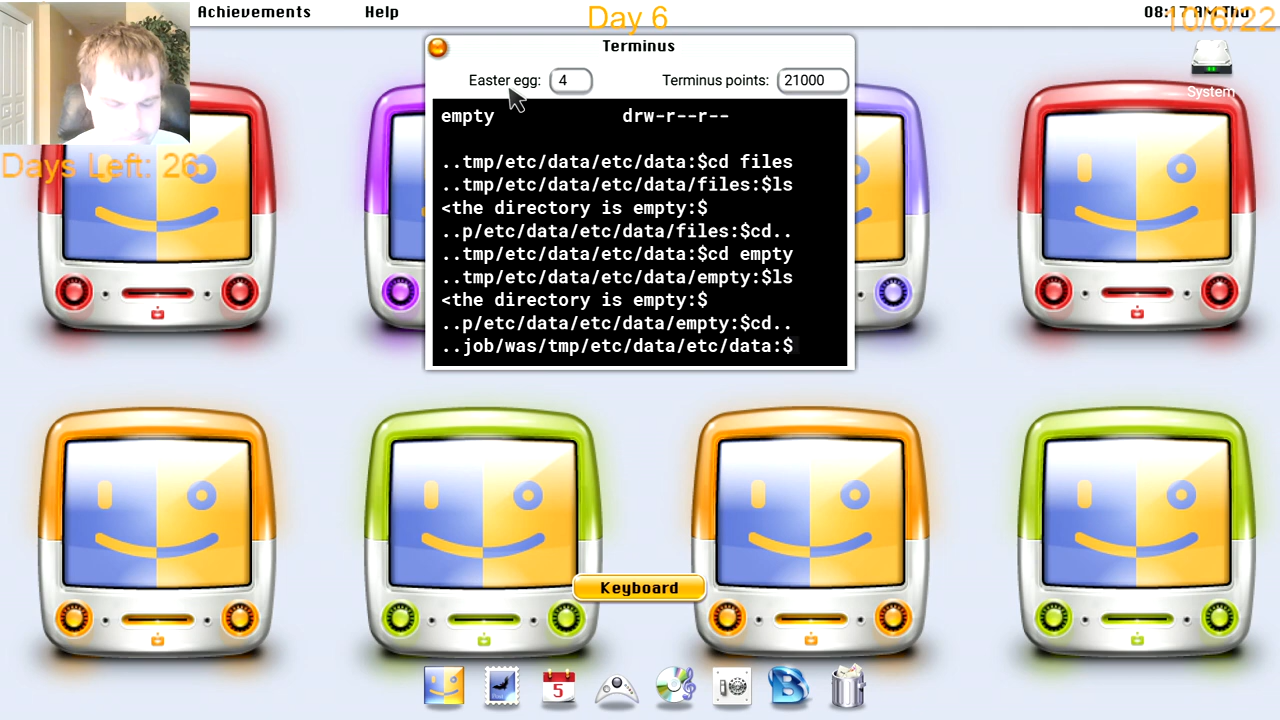 Achievements Help Day 6 08:17 AM Thu
10/6/22
Terminus
Easter egg: 4 Terminus points: 21000
System
Days Left: 26
empty drw-r--r--
..tmp/etc/data/etc/data:$cd files
..tmp/etc/data/etc/data/files:$ls
<the directory is empty:$
..p/etc/data/etc/data/files:$cd..
..tmp/etc/data/etc/data:$cd empty
..tmp/etc/data/etc/data/empty:$ls
<the directory is empty:$
..p/etc/data/etc/data/empty:$cd..
..job/was/tmp/etc/data/etc/data:$
Keyboard
5
B